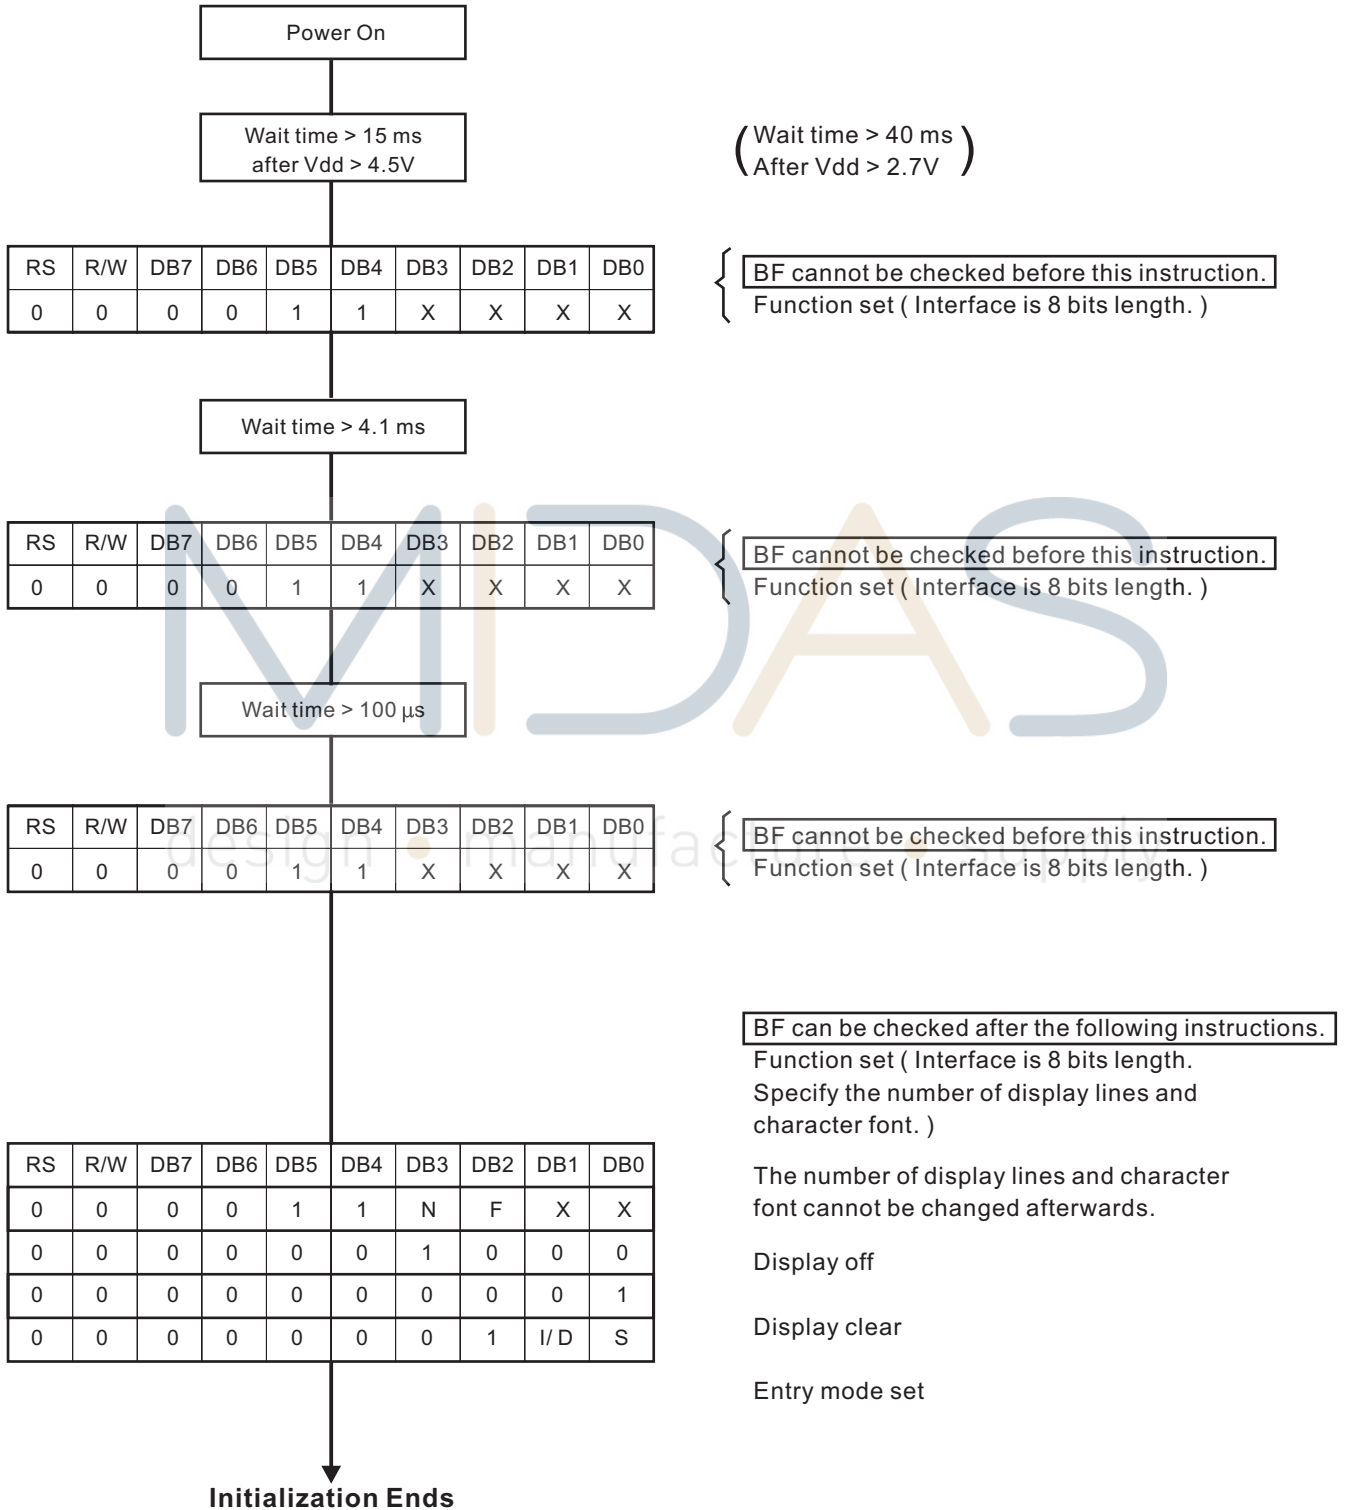 Power On
Wait time > 15 ms
after Vdd > 4.5V
(Wait time > 40 ms
After Vdd > 2.7V)
RS R/W DB7 DB6 DB5 DB4 DB3 DB2 DB1 DB0
0 0 0 0 1 1 X X X X
BF cannot be checked before this instruction.
Function set ( Interface is 8 bits length. )
Wait time > 4.1 ms
RS R/W DB7 DB6 DB5 DB4 DB3 DB2 DB1 DB0
0 0 0 0 1 1 X X X X
BF cannot be checked before this instruction.
Function set ( Interface is 8 bits length. )
MIDAS
Wait time > 100 µs
RS R/W DB7 DB6 DB5 DB4 DB3 DB2 DB1 DB0
0 0 0 0 1 1 X X X X
BF cannot be checked before this instruction.
Function set ( Interface is 8 bits length. )
design • manufacture • supply
BF can be checked after the following instructions.
Function set ( Interface is 8 bits length.
Specify the number of display lines and
character font. )
The number of display lines and character
font cannot be changed afterwards.
Display off
Display clear
Entry mode set
RS R/W DB7 DB6 DB5 DB4 DB3 DB2 DB1 DB0
0 0 0 0 1 1 N F X X
0 0 0 0 0 0 1 0 0 0
0 0 0 0 0 0 0 0 0 1
0 0 0 0 0 0 0 1 I/ D S
Initialization Ends